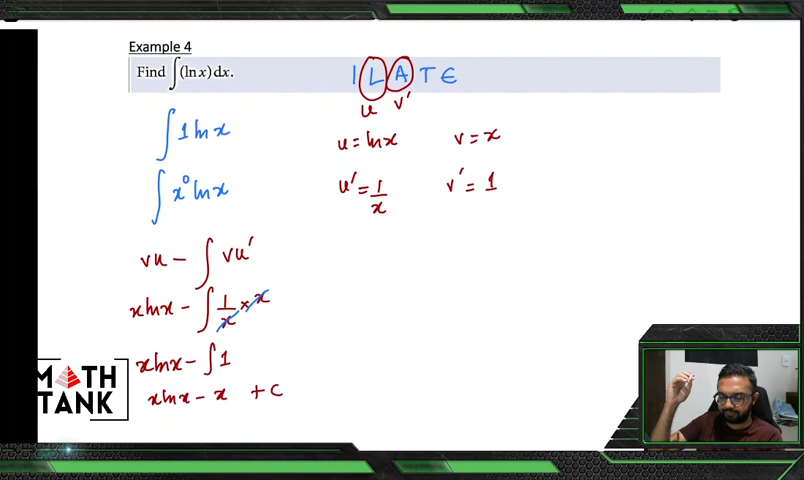 Example 4
Find ∫(ln x) dx.
I L A T E
u v'
∫ 1 ln x
u = ln x v = x
∫ x⁰ ln x
u' = 1/x v' = 1
vu - ∫ vu'
x ln x - ∫ 1/x × x
x ln x - ∫ 1
x ln x - x + c
MATH
TANK